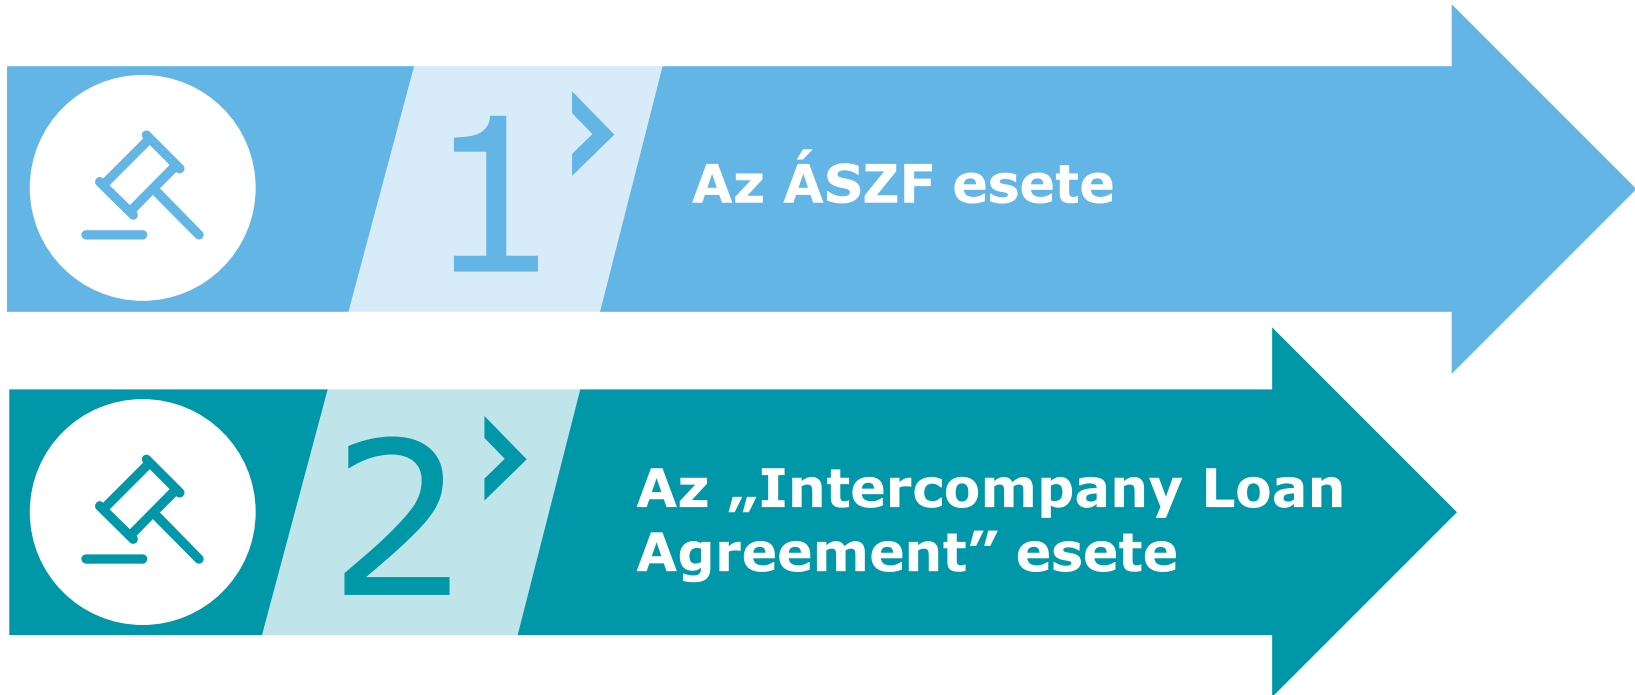 1
Az ÁSZF esete
2
Az „Intercompany Loan
Agreement” esete